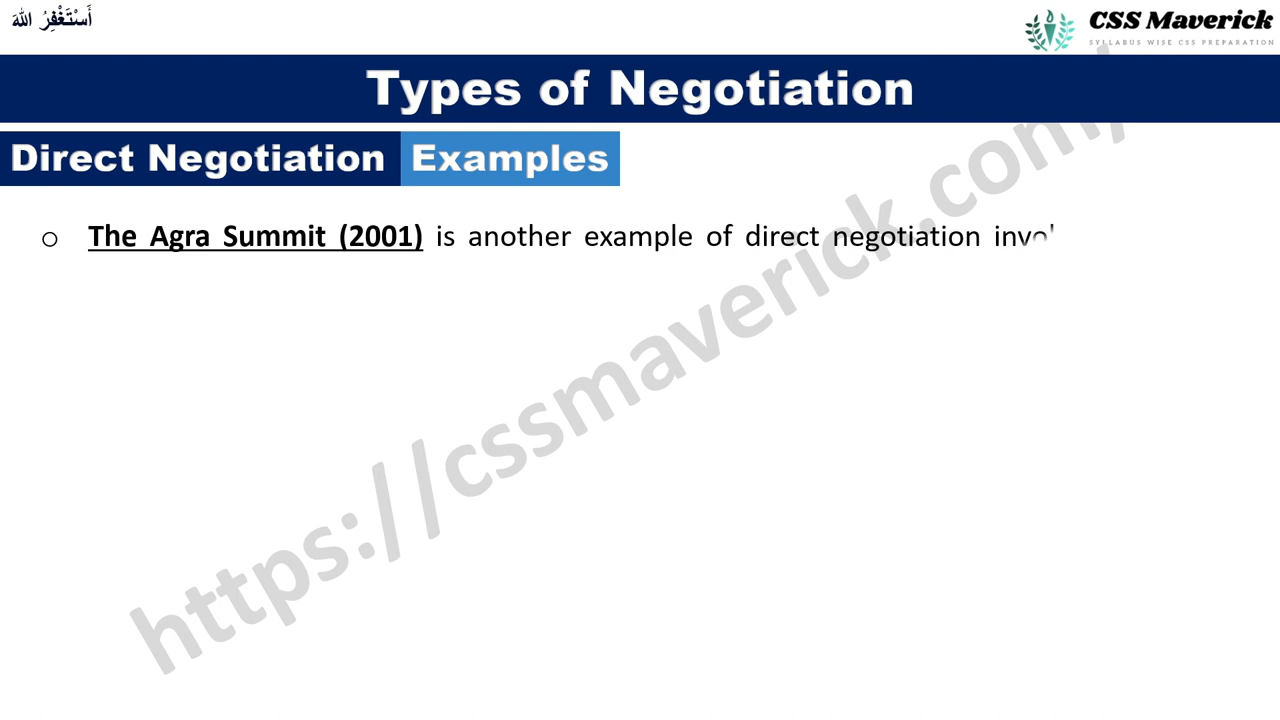 أَسْتَغْفِرُ اللهَ
CSS Maverick
SYLLABUS WISE CSS PREPARATION
Types of Negotiation
Direct Negotiation Examples
o The Agra Summit (2001) is another example of direct negotiation
https://cssmaverick.com/